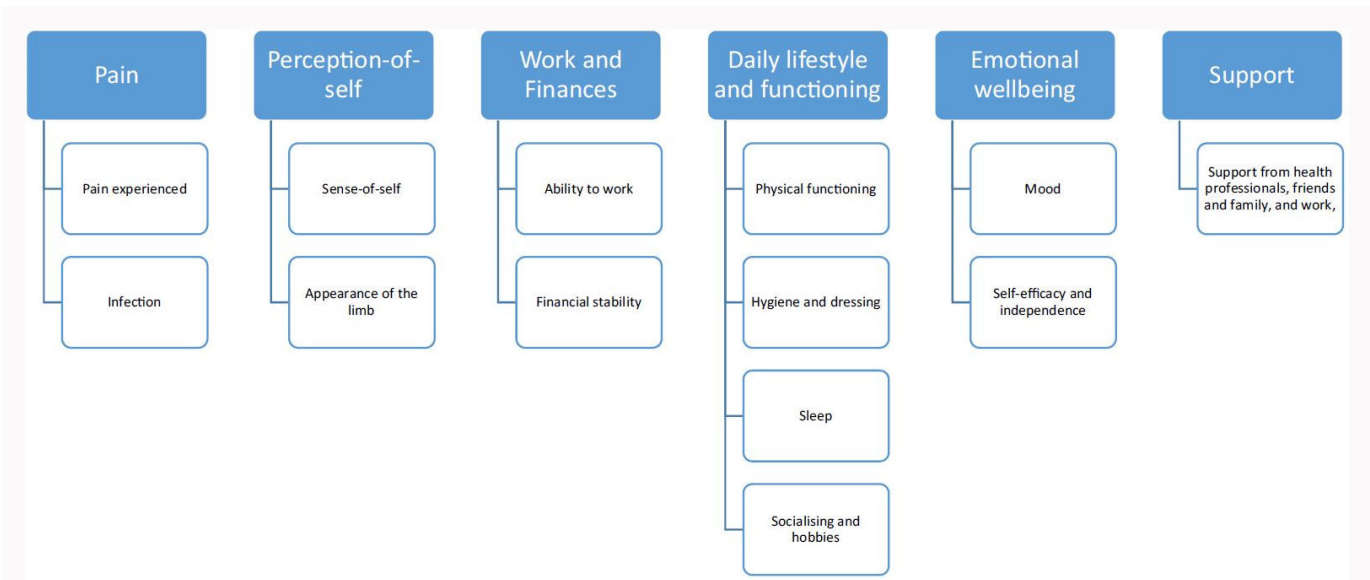 Pain
Pain experienced
Infection
Perception-of-
self
Sense-of-self
Appearance of the
limb
Work and
Finances
Ability to work
Financial stability
Daily lifestyle
and functioning
Physical functioning
Hygiene and dressing
Sleep
Socialising and
hobbies
Emotional
wellbeing
Mood
Self-efficacy and
independence
Support
Support from health
professionals, friends
and family, and work,